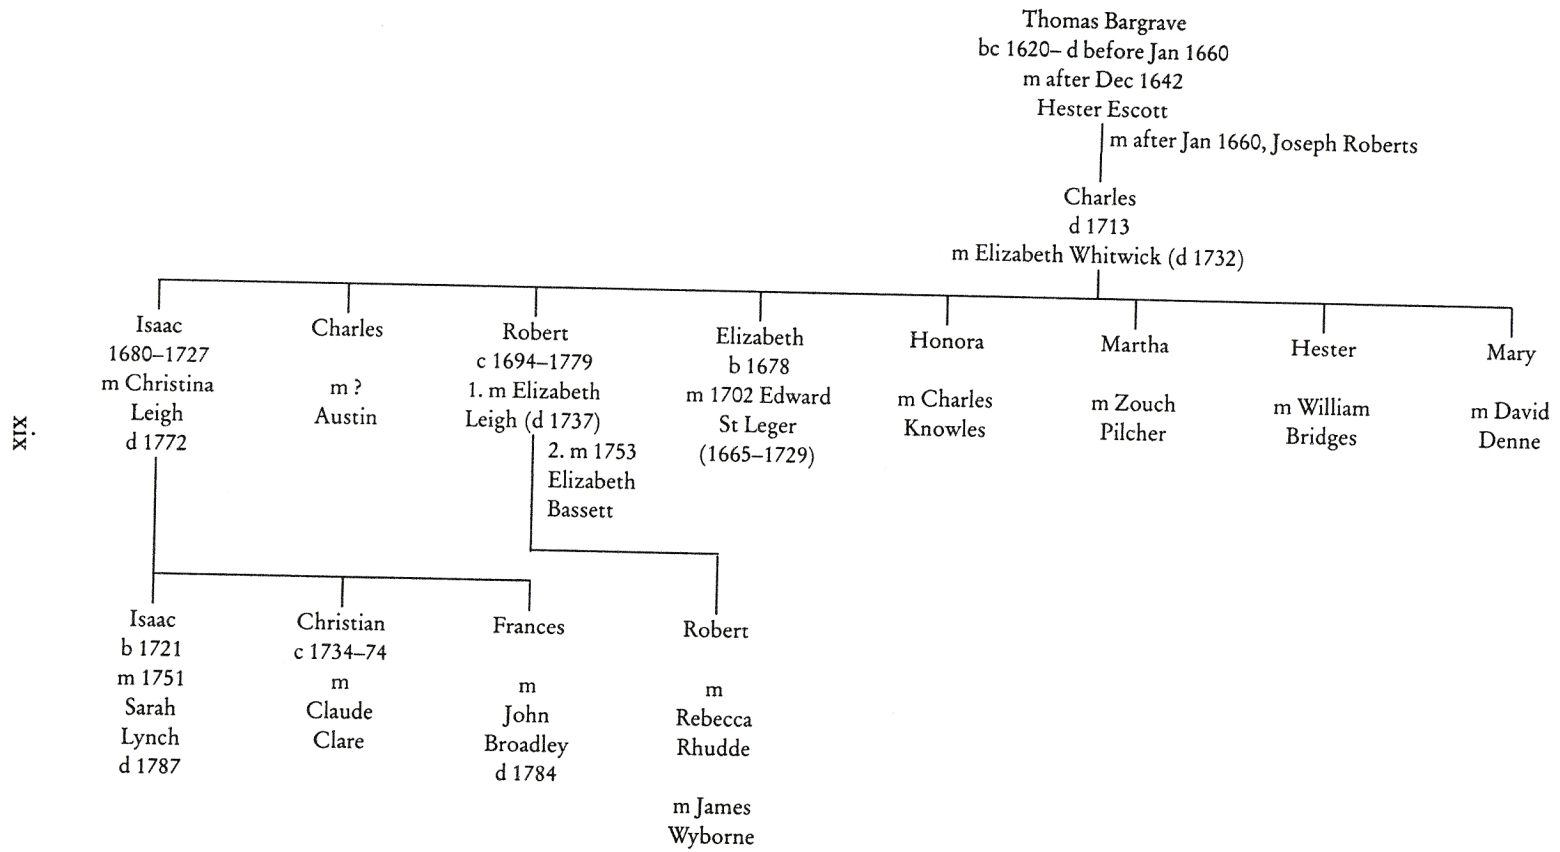 Thomas Bargrave
bc 1620– d before Jan 1660
m after Dec 1642
Hester Escott
m after Jan 1660, Joseph Roberts
Charles
d 1713
m Elizabeth Whitwick (d 1732)
Isaac
1680–1727
m Christina
Leigh
d 1772
Charles
m ?
Austin
Robert
c 1694–1779
1. m Elizabeth
Leigh (d 1737)
2. m 1753
Elizabeth
Bassett
Elizabeth
b 1678
m 1702 Edward
St Leger
(1665–1729)
Honora
m Charles
Knowles
Martha
m Zouch
Pilcher
Hester
m William
Bridges
Mary
m David
Denne
Isaac
b 1721
m 1751
Sarah
Lynch
d 1787
Christian
c 1734–74
m
Claude
Clare
Frances
m
John
Broadley
d 1784
Robert
m
Rebecca
Rhudde
m James
Wyborne
xix